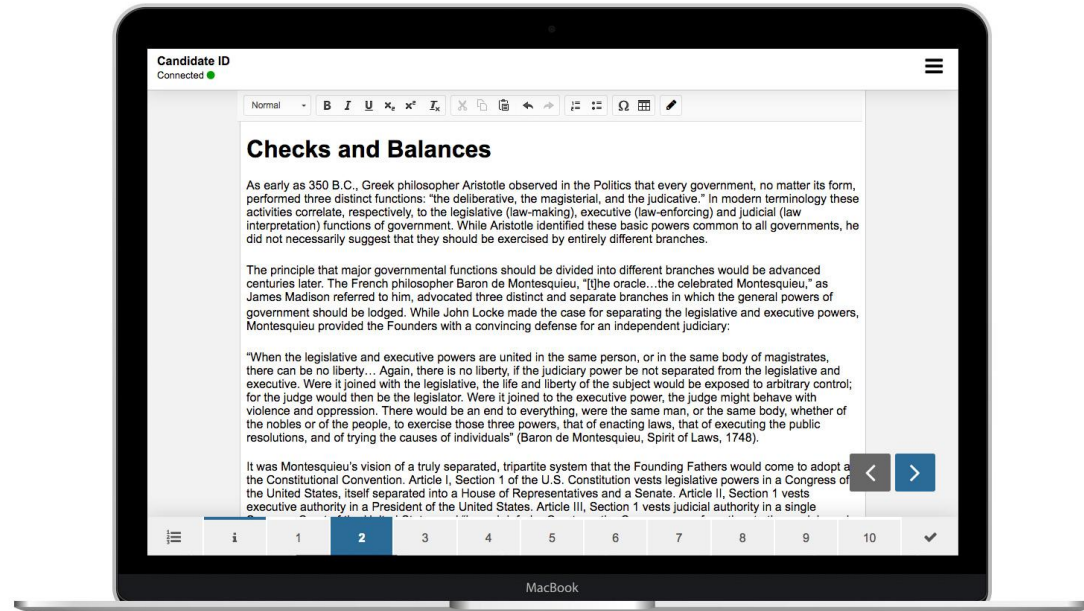 Candidate ID
Connected
Normal
B I U x₂ x² Tx
Checks and Balances
As early as 350 B.C., Greek philosopher Aristotle observed in the Politics that every government, no matter its form,
performed three distinct functions: “the deliberative, the magisterial, and the judicative.” In modern terminology these
activities correlate, respectively, to the legislative (law-making), executive (law-enforcing) and judicial (law
interpretation) functions of government. While Aristotle identified these basic powers common to all governments, he
did not necessarily suggest that they should be exercised by entirely different branches.
The principle that major governmental functions should be divided into different branches would be advanced
centuries later. The French philosopher Baron de Montesquieu, “[t]he oracle…the celebrated Montesquieu,” as
James Madison referred to him, advocated three distinct and separate branches in which the general powers of
government should be lodged. While John Locke made the case for separating the legislative and executive powers,
Montesquieu provided the Founders with a convincing defense for an independent judiciary:
“When the legislative and executive powers are united in the same person, or in the same body of magistrates,
there can be no liberty… Again, there is no liberty, if the judiciary power be not separated from the legislative and
executive. Were it joined with the legislative, the life and liberty of the subject would be exposed to arbitrary control;
for the judge would then be the legislator. Were it joined to the executive power, the judge might behave with
violence and oppression. There would be an end to everything, were the same man, or the same body, whether of
the nobles or of the people, to exercise those three powers, that of enacting laws, that of executing the public
resolutions, and of trying the causes of individuals” (Baron de Montesquieu, Spirit of Laws, 1748).
It was Montesquieu’s vision of a truly separated, tripartite system that the Founding Fathers would come to adopt a
the Constitutional Convention. Article I, Section 1 of the U.S. Constitution vests legislative powers in a Congress of
the United States, itself separated into a House of Representatives and a Senate. Article II, Section 1 vests
executive authority in a President of the United States. Article III, Section 1 vests judicial authority in a single
i 1 2 3 4 5 6 7 8 9 10
MacBook